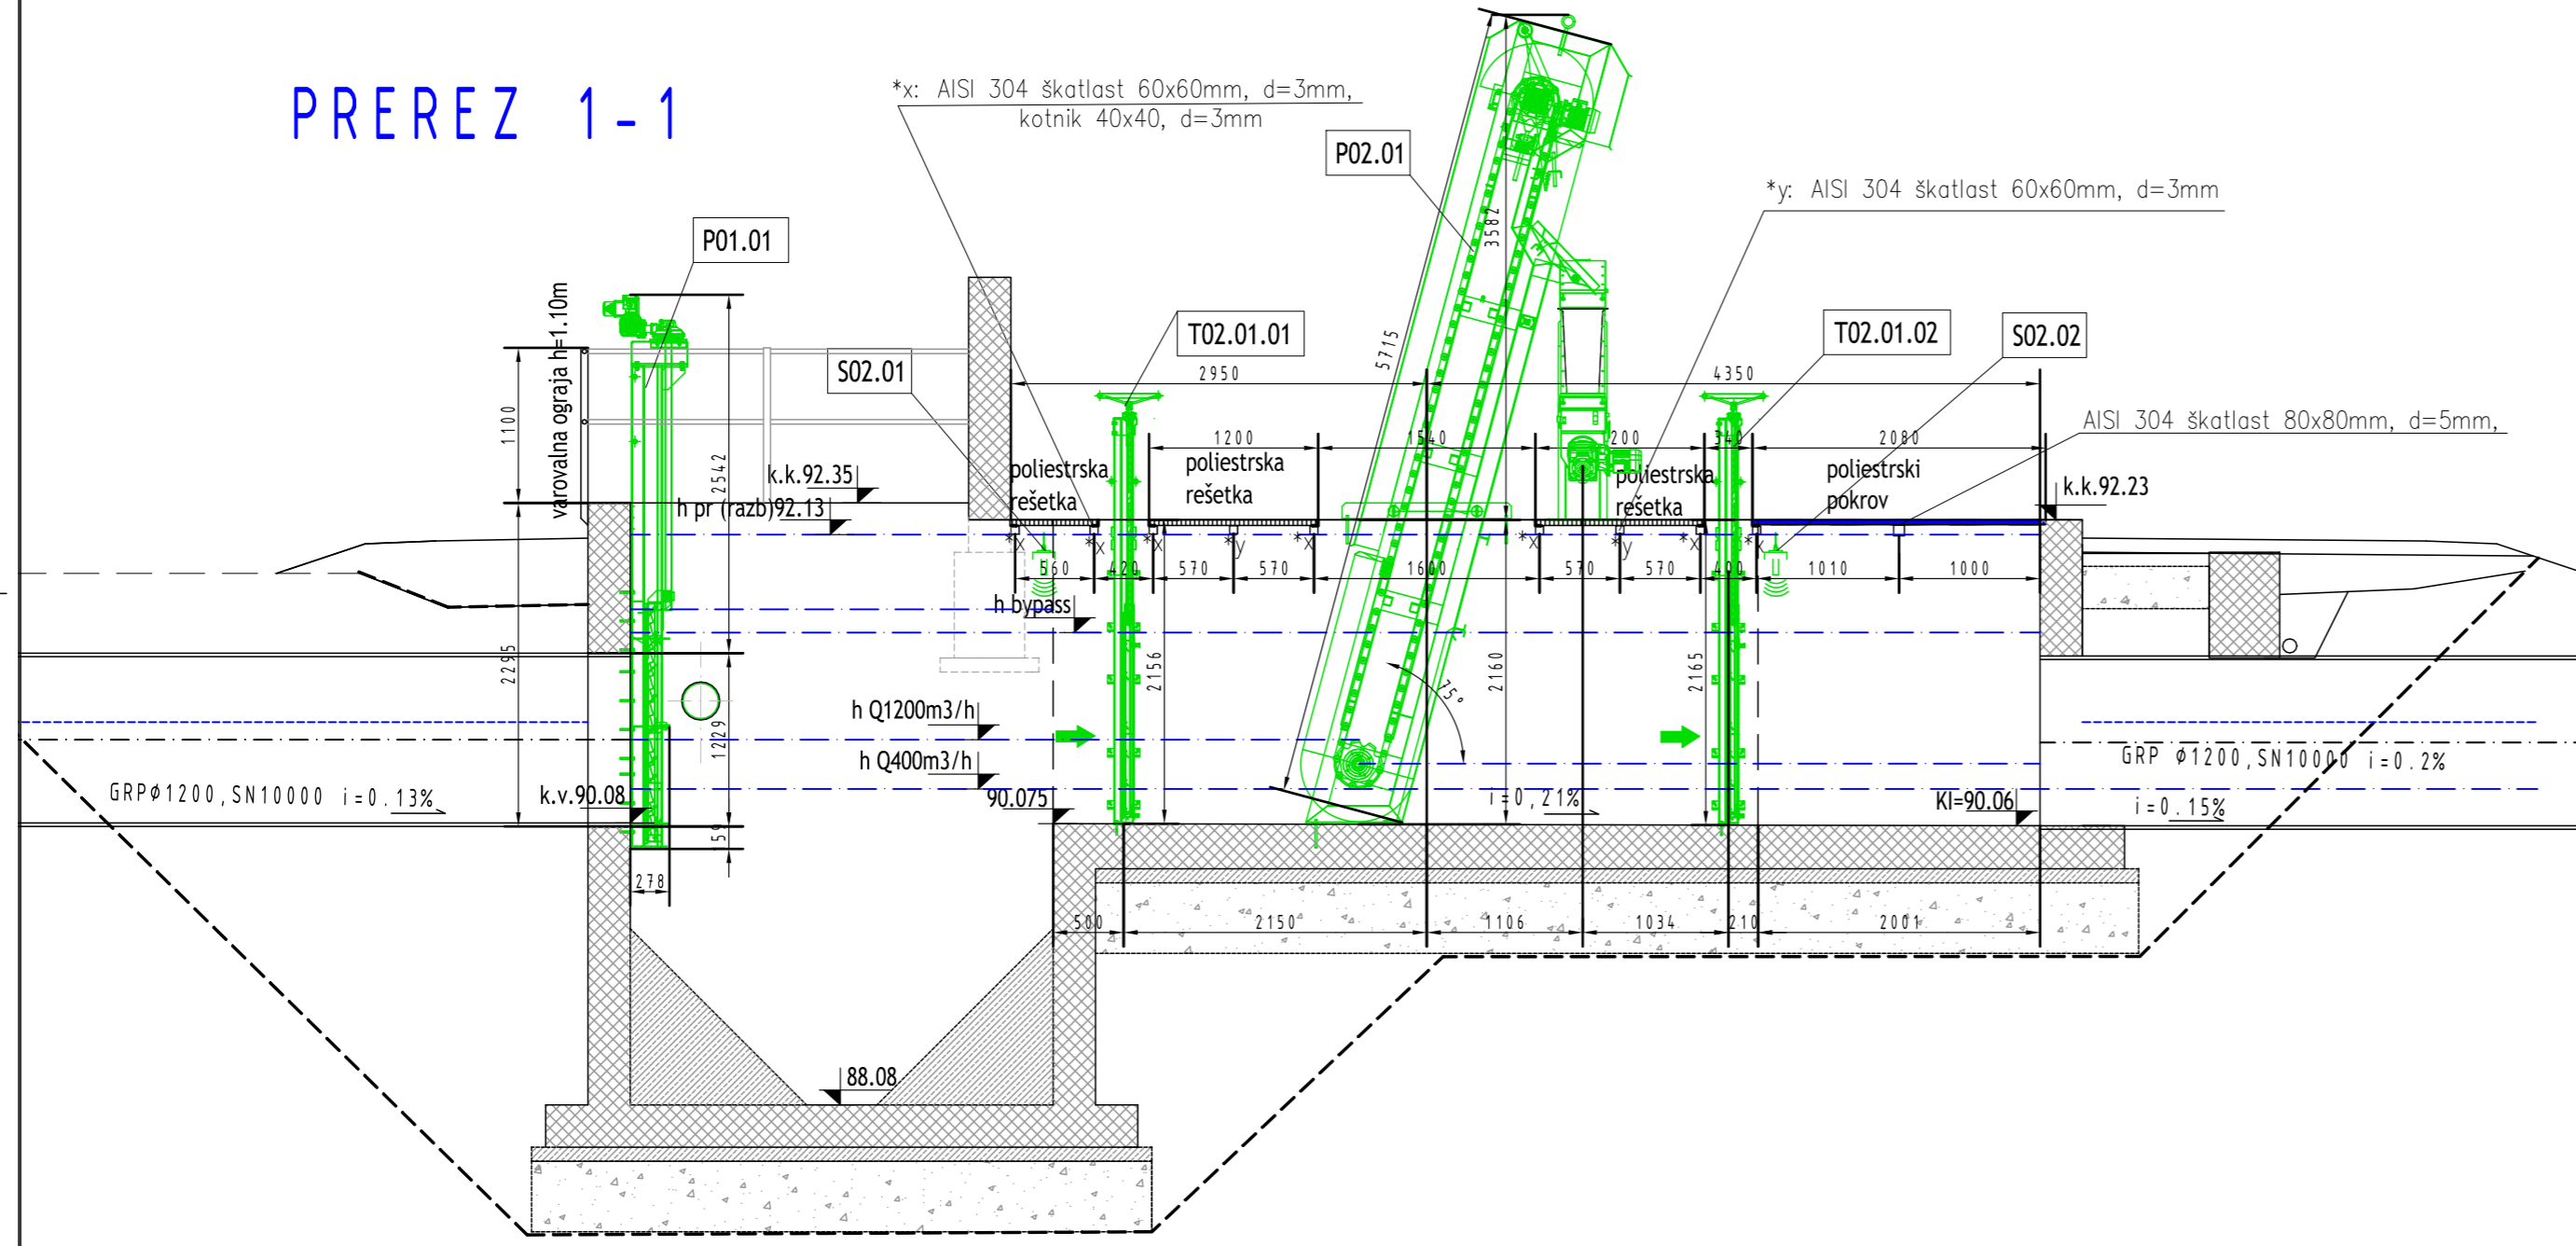 PREREZ 1-1
*x: AISI 304 škatlast 60x60mm, d=3mm,
kotnik 40x40, d=3mm
P02.01
*y: AISI 304 škatlast 60x60mm, d=3mm
P01.01
T02.01.01
T02.01.02
S02.02
S02.01
AISI 304 škatlast 80x80mm, d=5mm,
varovalna ograja h=1.10m
1100
2542
3582
5715
2950
4350
1200
1540
200
340
2080
poliestrska
rešetka
poliestrska
rešetka
poliestrska
rešetka
poliestrski
pokrov
k.k.92.35
h pr (razb)92.13
k.k.92.23
*x
*x
*x
*y
*x
*x
*y
*x
*x
560
420
570
570
1600
570
570
400
1010
1000
h bypass
2295
1229
2156
2160
2165
75°
h Q1200m3/h
h Q400m3/h
GRPϕ1200,SN10000 i=0.13%
k.v.90.08
90.075
i=0,21%
KI=90.06
GRP ϕ1200,SN10000 i=0.2%
i=0.15%
159
278
500
2150
1106
1034
210
2001
88.08